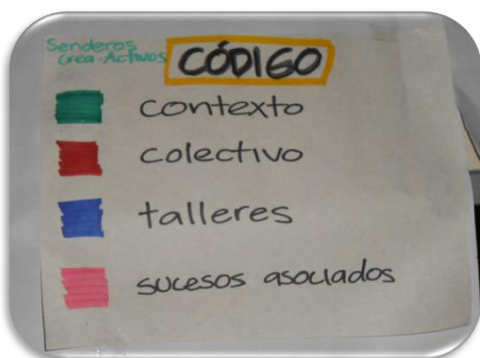 Senderos
Crea-Activos
CÓDIGO
contexto
colectivo
talleres
sucesos asociados